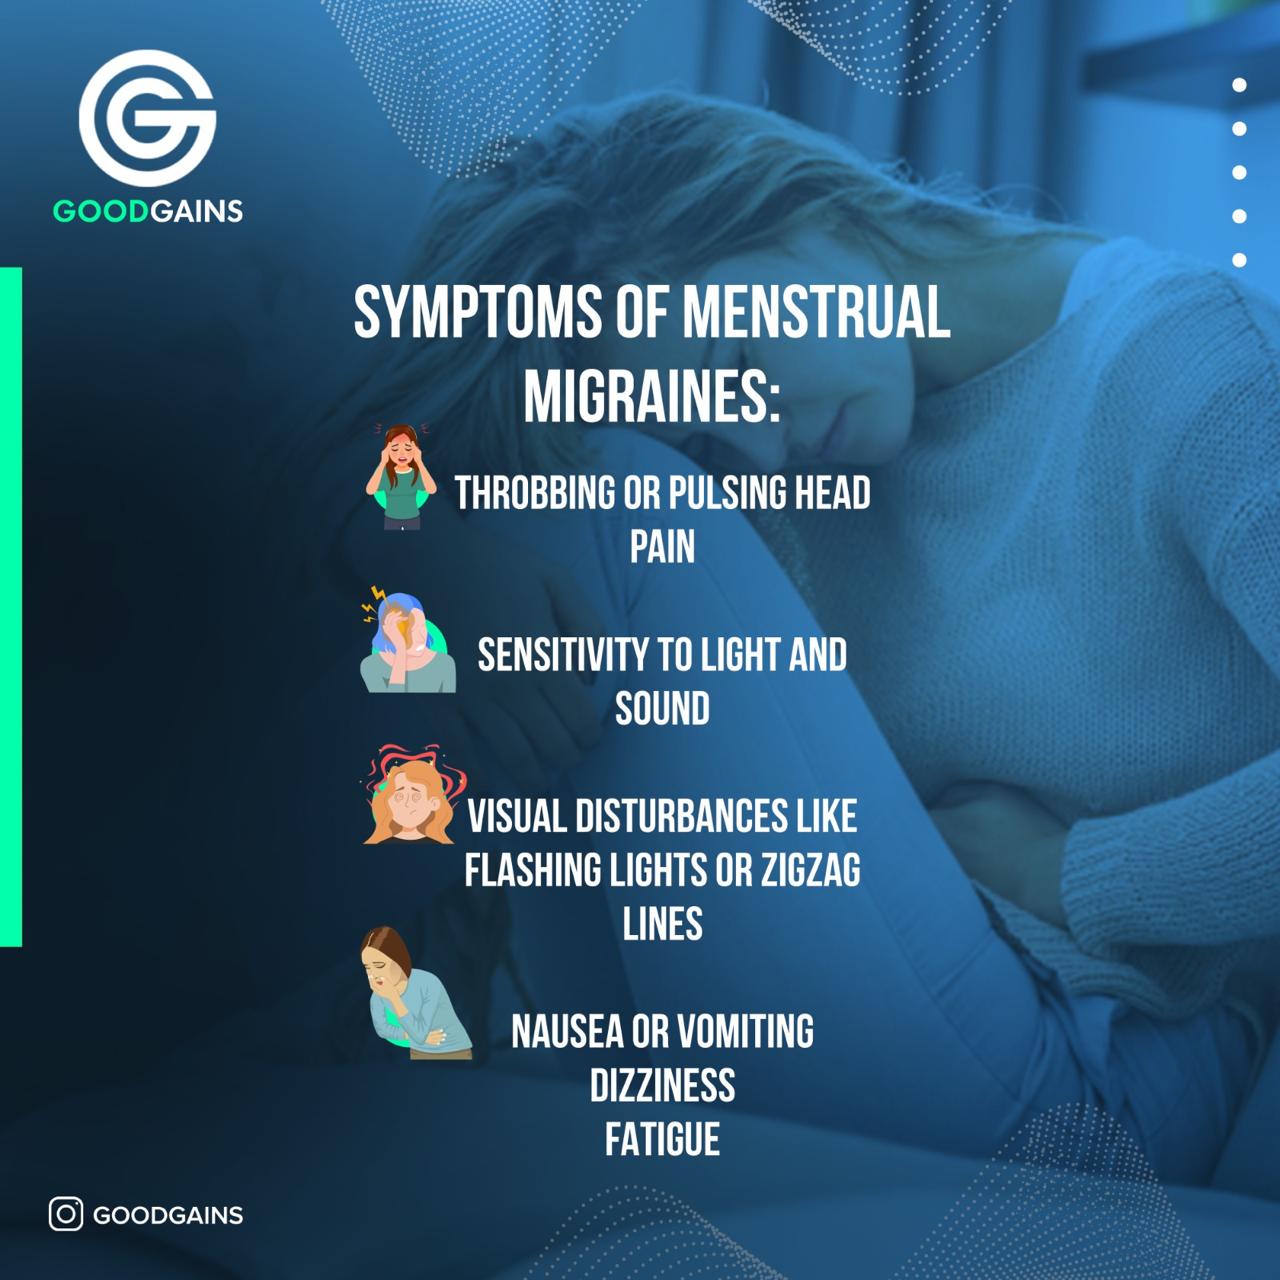 GOODGAINS
SYMPTOMS OF MENSTRUAL
MIGRAINES:
THROBBING OR PULSING HEAD
PAIN
SENSITIVITY TO LIGHT AND
SOUND
VISUAL DISTURBANCES LIKE
FLASHING LIGHTS OR ZIGZAG
LINES
NAUSEA OR VOMITING
DIZZINESS
FATIGUE
GOODGAINS